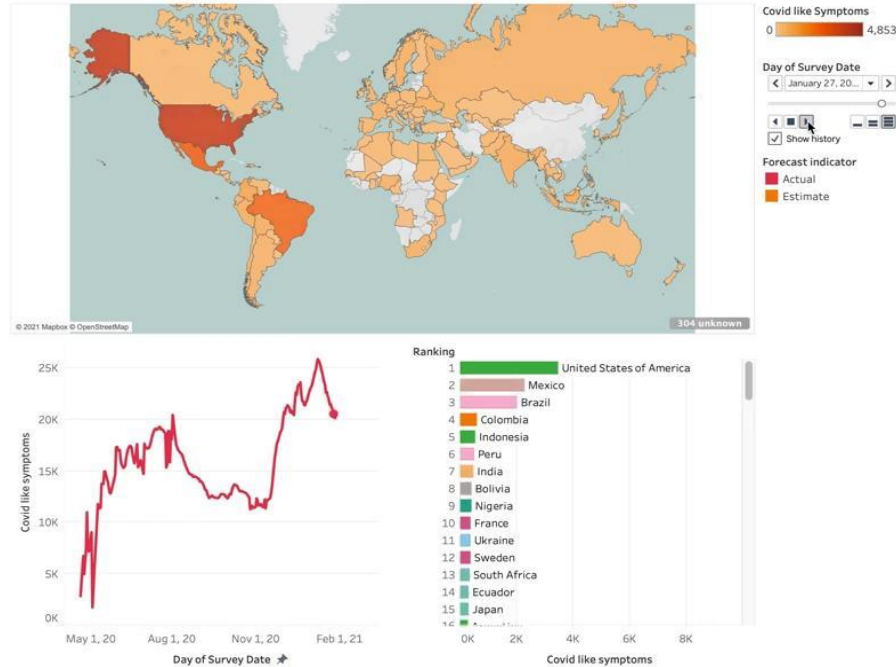 Covid like Symptoms
0 4,853
Day of Survey Date
January 27, 20...
Show history
Forecast indicator
Actual
Estimate
© 2021 Mapbox © OpenStreetMap
304 unknown
Covid like symptoms
25K
20K
15K
10K
5K
0K
May 1, 20 Aug 1, 20 Nov 1, 20 Feb 1, 21
Day of Survey Date
Ranking
1 United States of America
2 Mexico
3 Brazil
4 Colombia
5 Indonesia
6 Peru
7 India
8 Bolivia
9 Nigeria
10 France
11 Ukraine
12 Sweden
13 South Africa
14 Ecuador
15 Japan
16
0K 2K 4K 6K 8K
Covid like symptoms